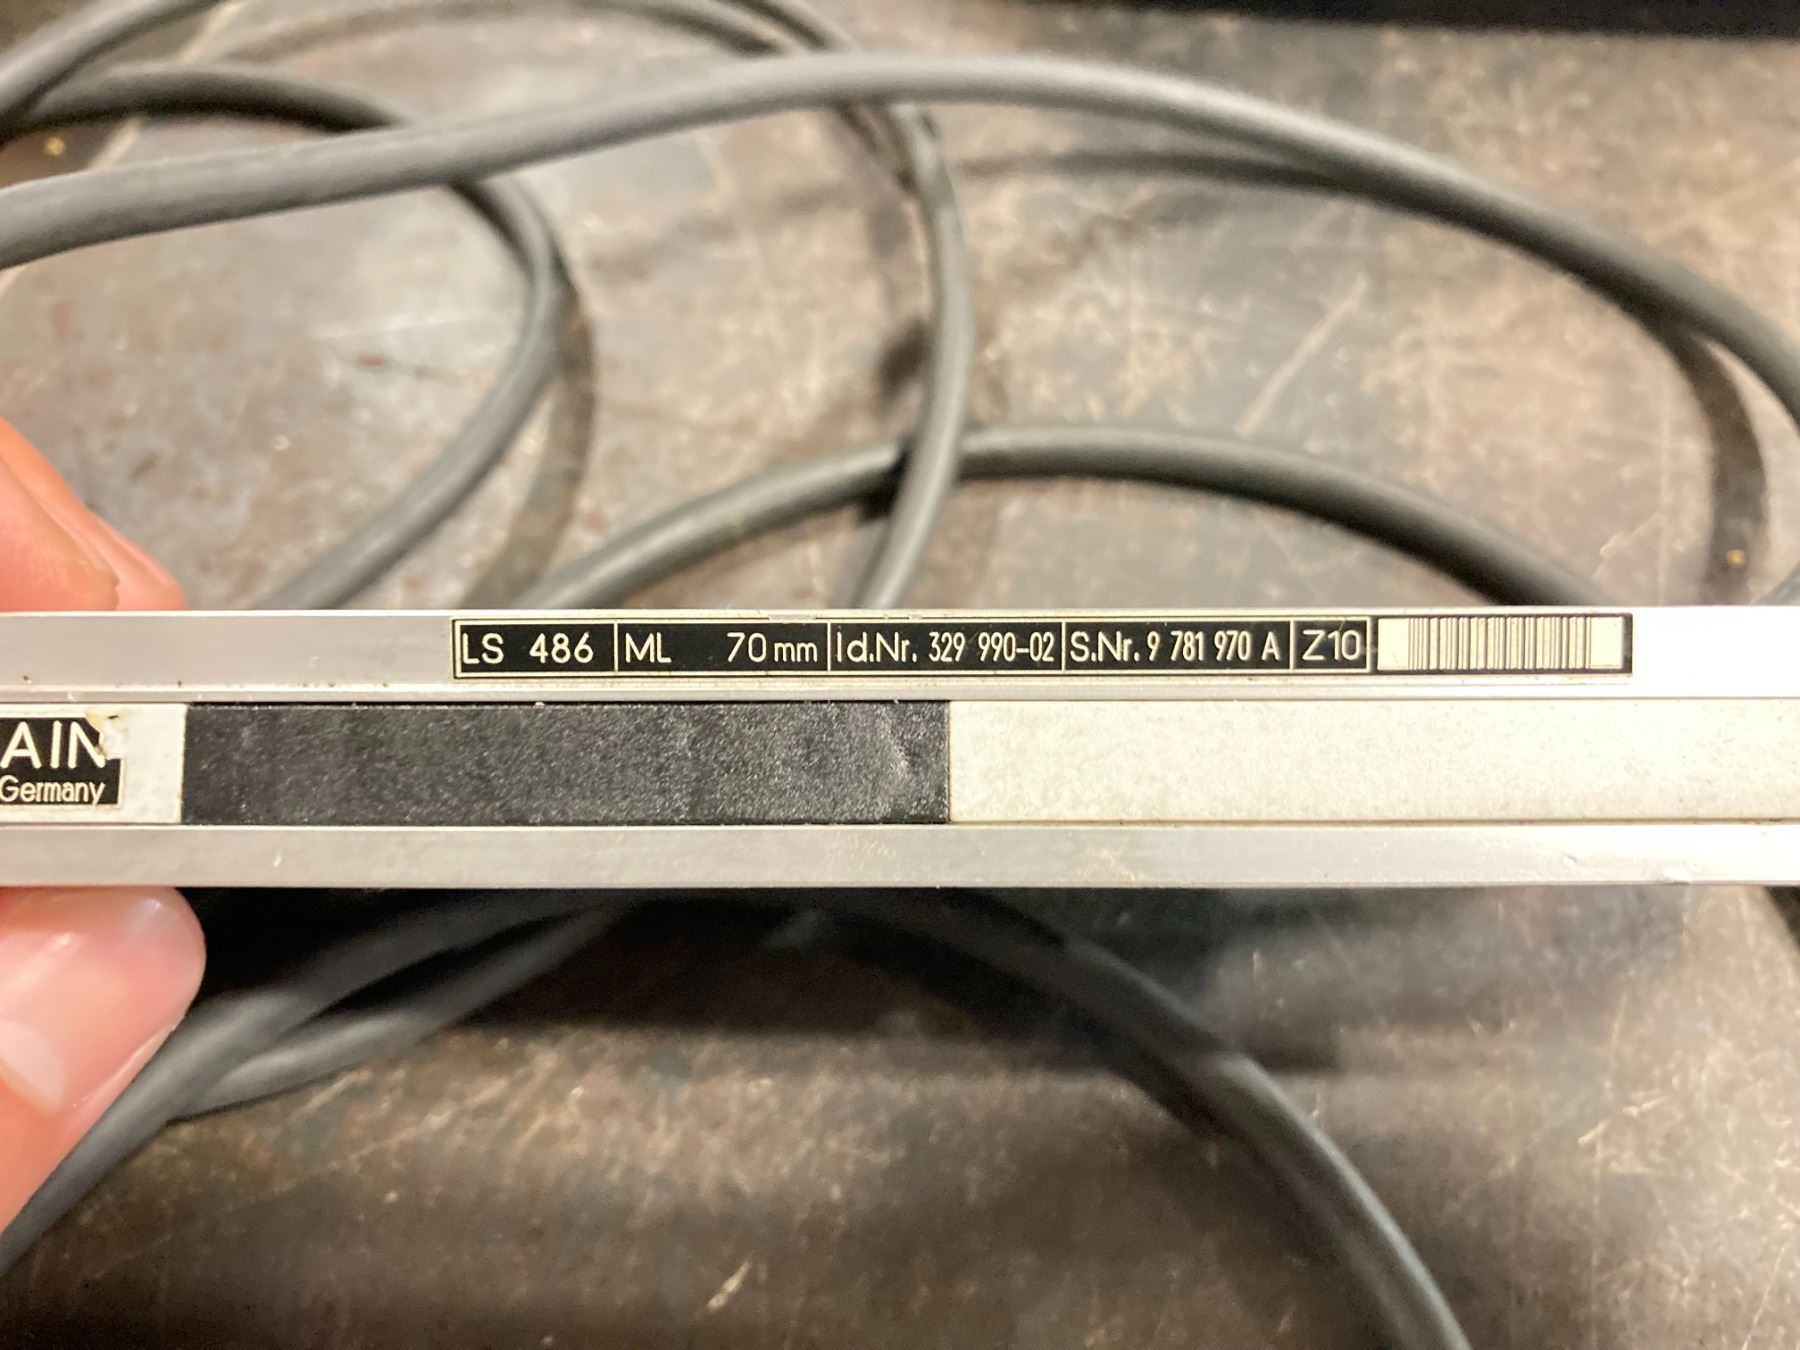 LS 486 ML 70 mm Id.Nr. 329 990-02 S.Nr. 9 781 970 A Z10
AIN
Germany